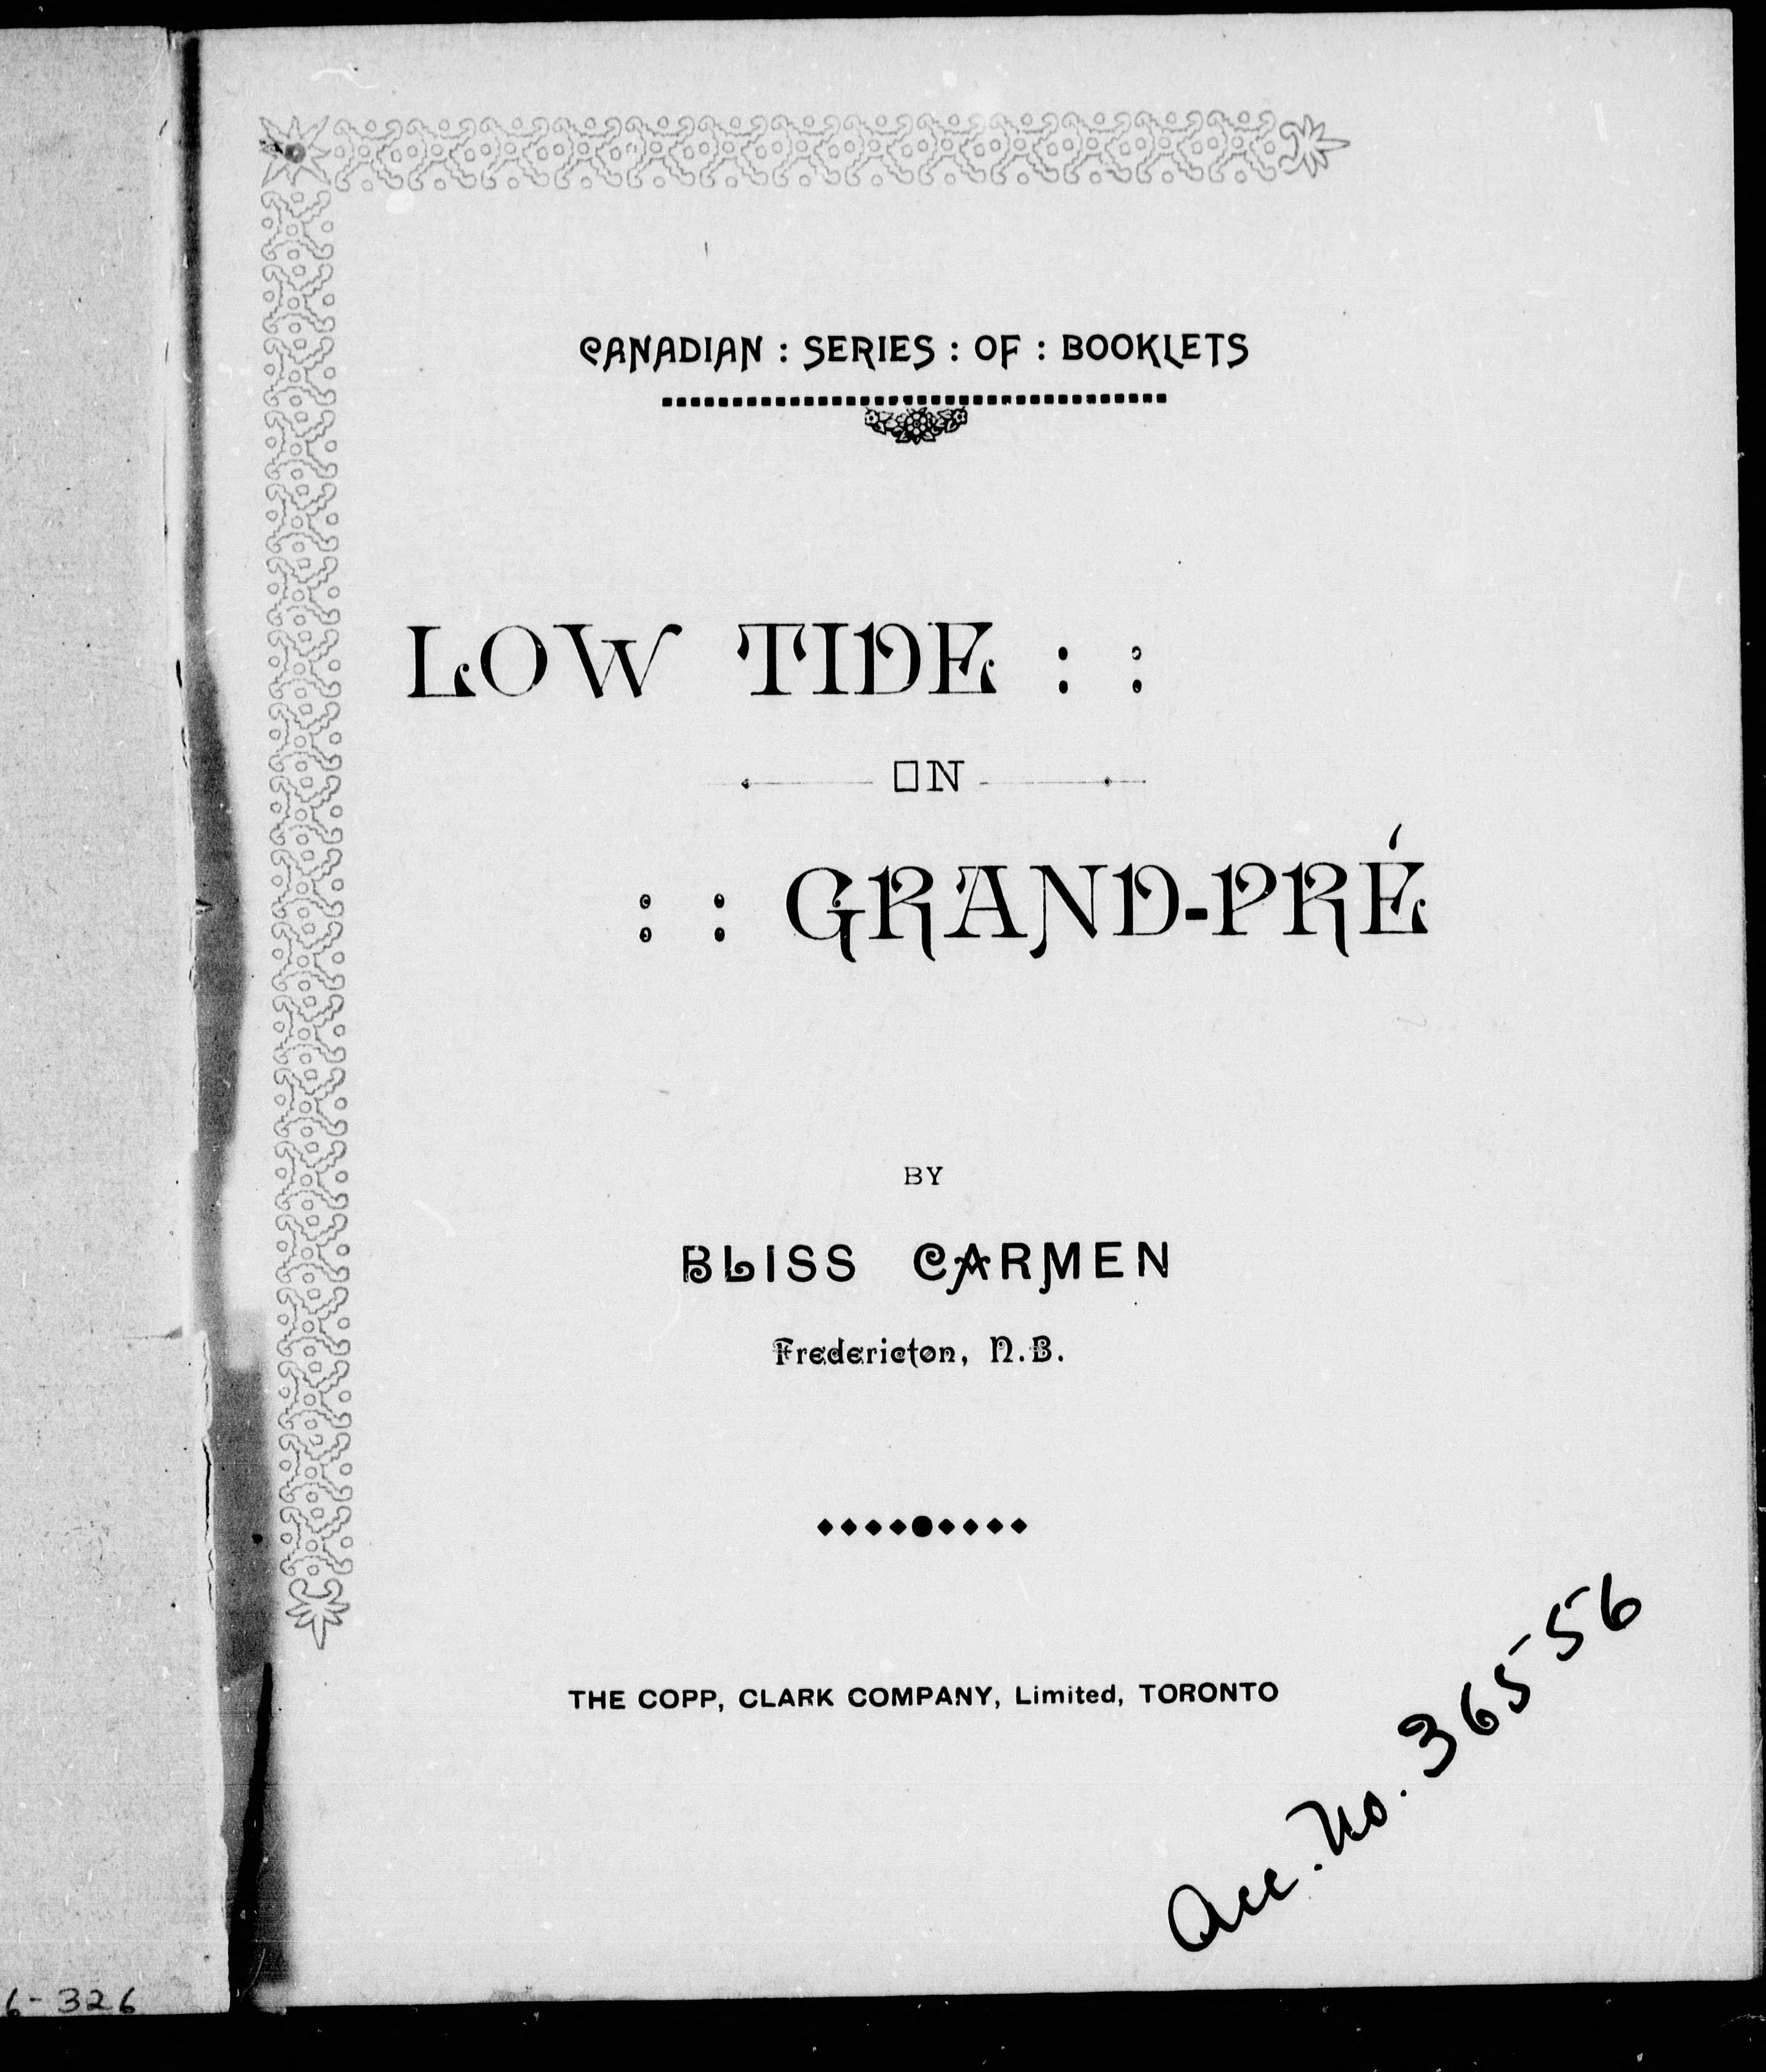 CANADIAN : SERIES : OF : BOOKLETS
LOW TIDE : :
ON
: : GRAND-PRÉ
BY
BLISS CARMEN
Fredericton, N.B.
THE COPP, CLARK COMPANY, Limited, TORONTO
Acc. No. 36556
6-326